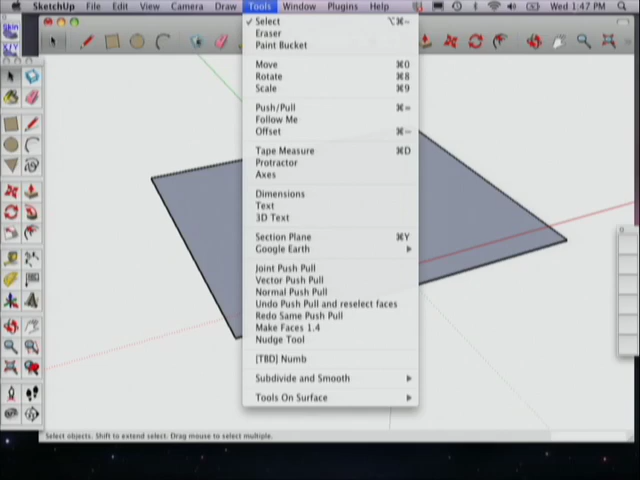 SketchUp File Edit View Camera Draw Tools Window Plugins Help Wed 1:47 PM
Skin
X/Y
✓ Select ⌥⌘–
Eraser
Paint Bucket
Move ⌘0
Rotate ⌘8
Scale ⌘9
Push/Pull ⌘=
Follow Me
Offset ⌘–
Tape Measure ⌘D
Protractor
Axes
Dimensions
Text
3D Text
Section Plane ⌘Y
Google Earth
Joint Push Pull
Vector Push Pull
Normal Push Pull
Undo Push Pull and reselect faces
Redo Same Push Pull
Make Faces 1.4
Nudge Tool
[TBD] Numb
Subdivide and Smooth
Tools On Surface
Select objects. Shift to extend select. Drag mouse to select multiple.